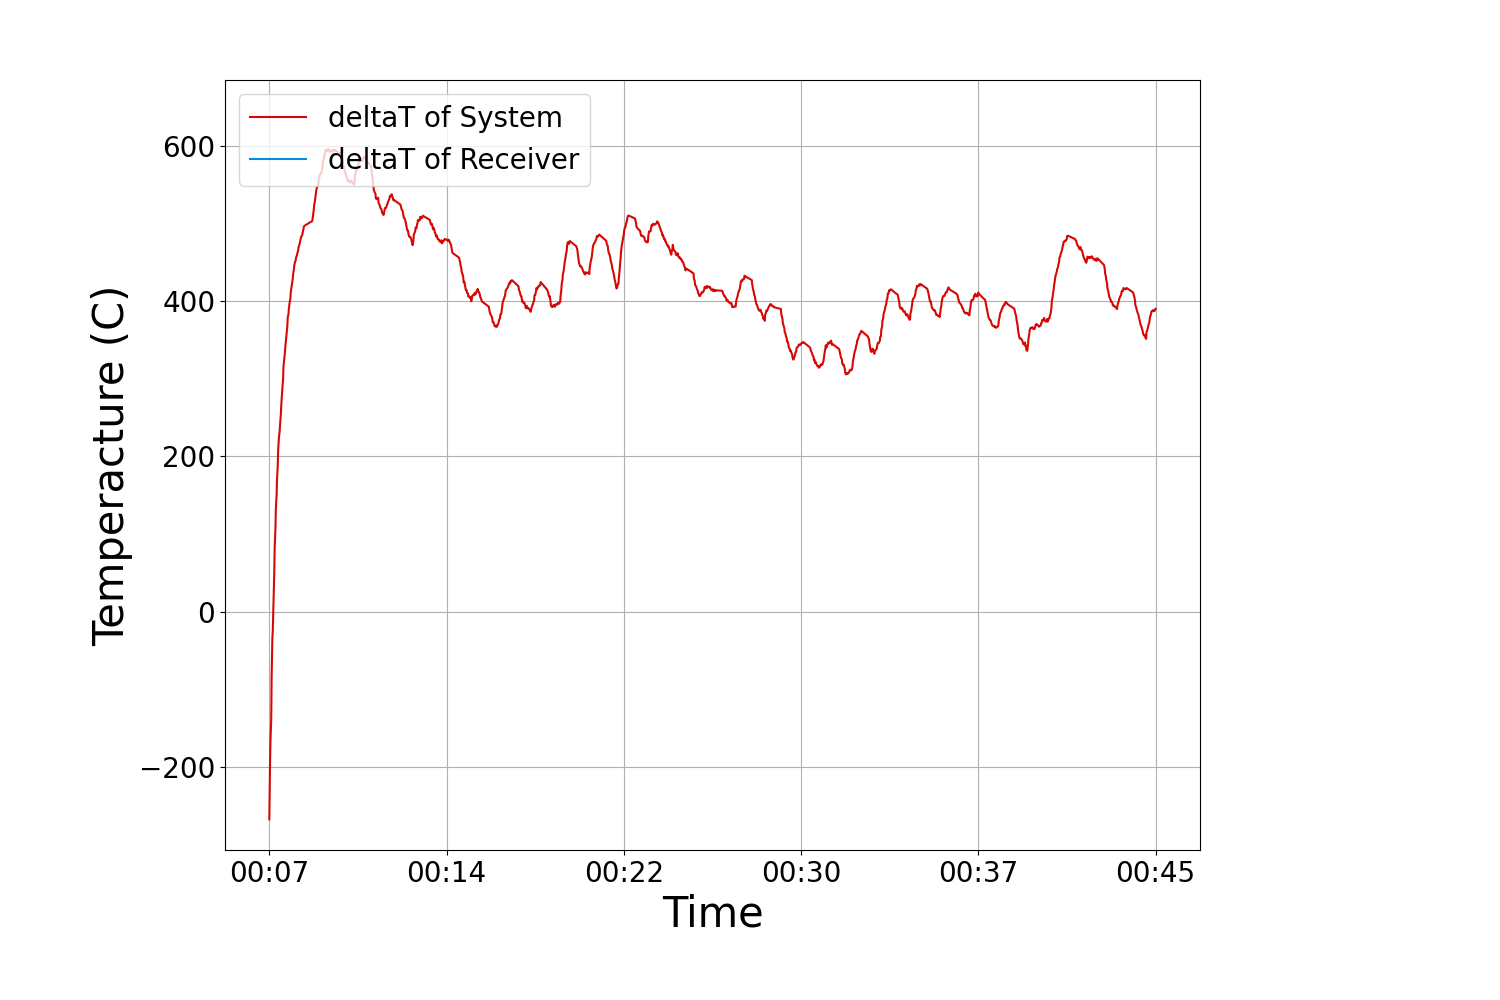 deltaT of System
deltaT of Receiver
600
400
200
0
−200
Temperacture (C)
00:07 00:14 00:22 00:30 00:37 00:45
Time